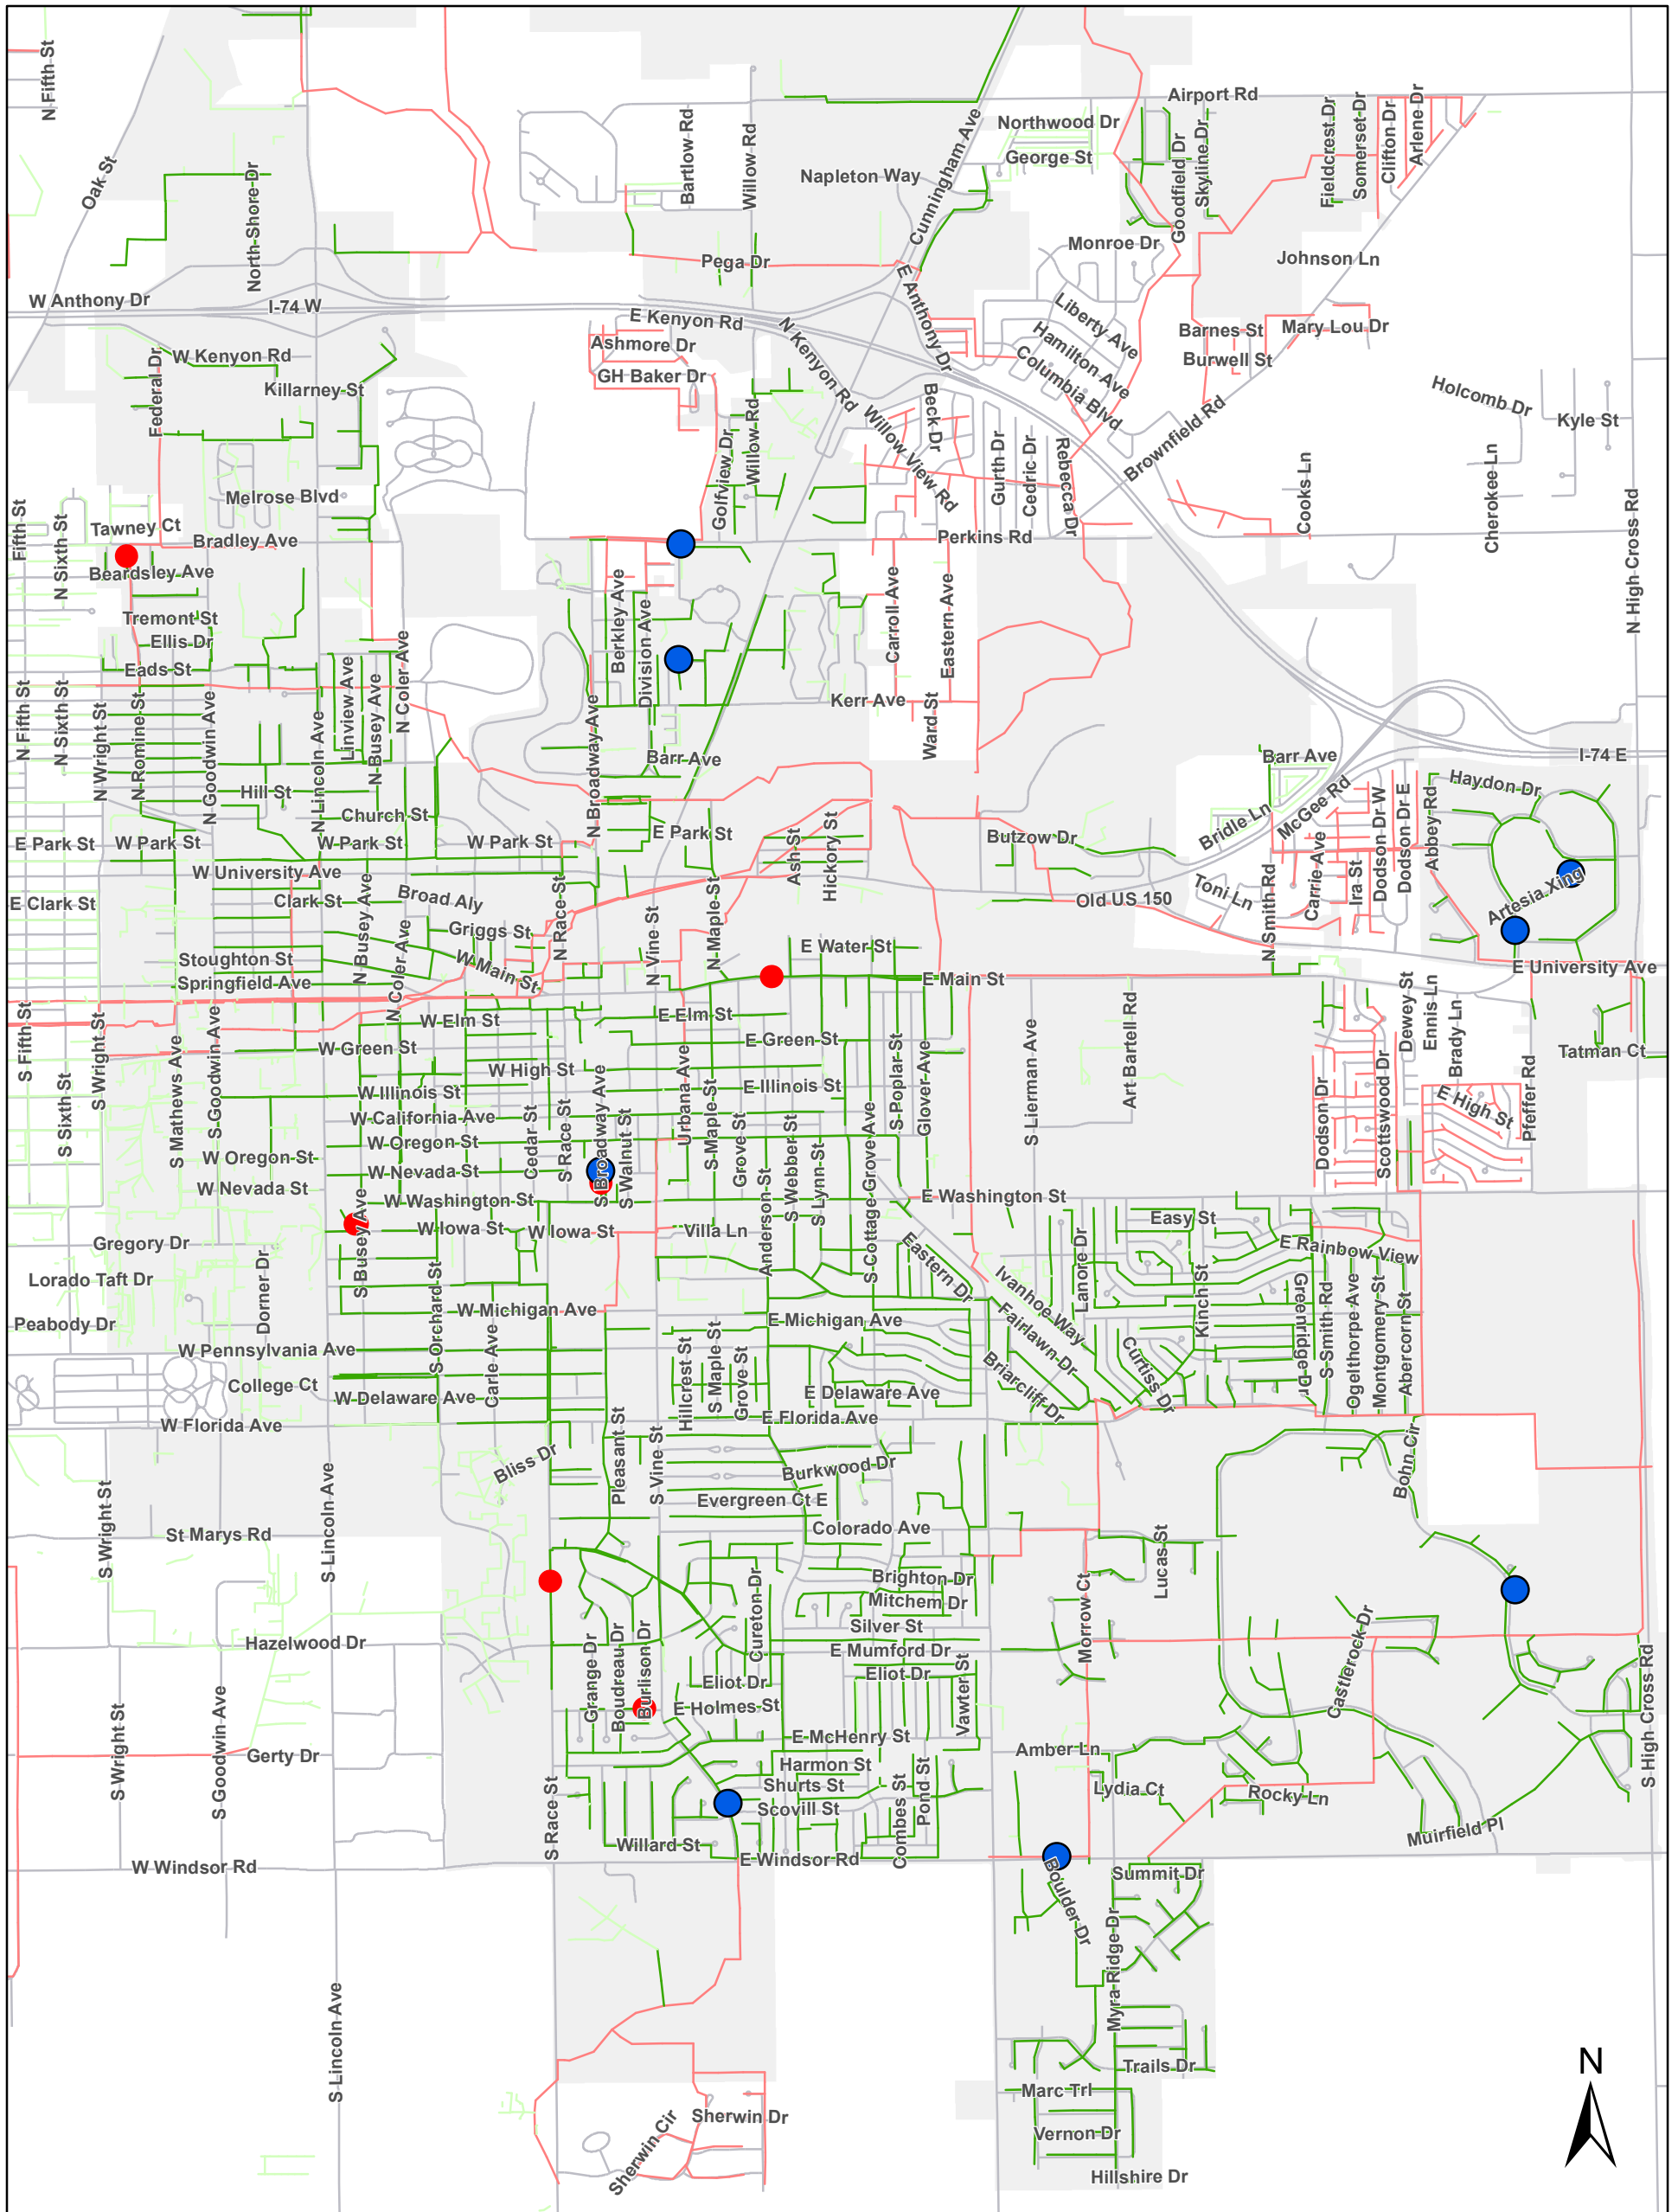 N Fifth St
Oak St
North Shore Dr
Bartlow Rd
Willow Rd
Airport Rd
Northwood Dr
George St
Napleton Way
Cunningham Ave
Goodfield Dr
Skyline Dr
Fieldcrest Dr
Somerset Dr
Clifton Dr
Arlene Dr
Monroe Dr
Johnson Ln
Pega Dr
W Anthony Dr
I-74 W
E Kenyon Rd
N Kenyon Rd
E Anthony Dr
Liberty Ave
Hamilton Ave
Columbia Blvd
Barnes St
Mary Lou Dr
Burwell St
Ashmore Dr
GH Baker Dr
W Kenyon Rd
Killarney St
Federal Dr
Holcomb Dr
Kyle St
Beck Dr
Willow View Rd
Brownfield Rd
Golfview Dr
Willow Rd
Gurth Dr
Cedric Dr
Rebecca Dr
Cooks Ln
Cherokee Ln
N High Cross Rd
Melrose Blvd
Fifth St
N Sixth St
Tawney Ct
Bradley Ave
Perkins Rd
Beardsley Ave
Berkley Ave
Division Ave
Carroll Ave
Eastern Ave
Tremont St
Ellis Dr
Eads St
N Coler Ave
N Fifth St
N Sixth St
N Wright St
N Romine St
N Goodwin Ave
N Lincoln Ave
Linview Ave
N Busey Ave
N Broadway Ave
Kerr Ave
Ward St
Barr Ave
Barr Ave
I-74 E
Haydon Dr
Hill St
Church St
Bridle Ln
McGee Rd
Dodson Dr W
Dodson Dr E
Abbey Rd
E Park St
W Park St
W Park St
W Park St
E Park St
Ash St
Hickory St
Butzow Dr
Carrie Ave
Ira St
W University Ave
Artesia Xing
E Clark St
Clark St
Broad Aly
Old US 150
Toni Ln
N Smith Rd
Griggs St
N Race St
N Vine St
N Maple St
E Water St
N Busey Ave
N Coler Ave
Stoughton St
Springfield Ave
W Main St
E Main St
E University Ave
W Elm St
E Elm St
S Lierman Ave
Art Bartell Rd
Dewey St
Ennis Ln
Brady Ln
Tatman Ct
S Fifth St
S Sixth St
S Wright St
S Mathews Ave
S Goodwin Ave
W Green St
E Green St
W High St
W Illinois St
E Illinois St
W California Ave
Urbana Ave
S Maple St
Grove St
S Webber St
S Lynn St
S Cottage Grove Ave
S Poplar St
Glover Ave
Dodson Dr
Scottswood Dr
E High St
Pfeffer Rd
W Oregon St
W Oregon St
Cedar St
S Race St
S Broadway Ave
S Walnut St
W Nevada St
W Nevada St
Anderson St
W Washington St
E Washington St
S Busey Ave
W Iowa St
W Iowa St
Villa Ln
Easy St
E Rainbow View
Gregory Dr
Dorner Dr
Eastern Dr
Lorado Taft Dr
Ivanhoe Way
Lanore Dr
Kinch St
Greenridge Dr
S Smith Rd
Ogelthorpe Ave
Montgomery St
Abercorn St
S Orchard St
W Michigan Ave
E Michigan Ave
Fairlawn Dr
Peabody Dr
W Pennsylvania Ave
Carle Ave
Hillcrest St
S Maple St
Grove St
Briarcliff Dr
Curtiss Dr
College Ct
W Delaware Ave
E Delaware Ave
W Florida Ave
E Florida Ave
Bliss Dr
Pleasant St
S Vine St
Burkwood Dr
Bohn Cir
Evergreen Ct E
S Wright St
St Marys Rd
S Lincoln Ave
Colorado Ave
Lucas St
Brighton Dr
Mitchem Dr
Cureton Dr
Morrow Ct
Silver St
Hazelwood Dr
E Mumford Dr
Castlerock Dr
Grange Dr
Boudreau Dr
Burlison Dr
Eliot Dr
Eliot Dr
E Holmes St
Vawter St
S High Cross Rd
S Wright St
S Goodwin Ave
Gerty Dr
E McHenry St
Amber Ln
Harmon St
Shurts St
Lydia Ct
Rocky Ln
Scovill St
Combes St
Pond St
S Race St
Willard St
Muirfield Pl
W Windsor Rd
E Windsor Rd
Summit Dr
Boulder Dr
Myra Ridge Dr
S Lincoln Ave
Trails Dr
Marc Trl
Sherwin Dr
Vernon Dr
Sherwin Cir
Hillshire Dr
N